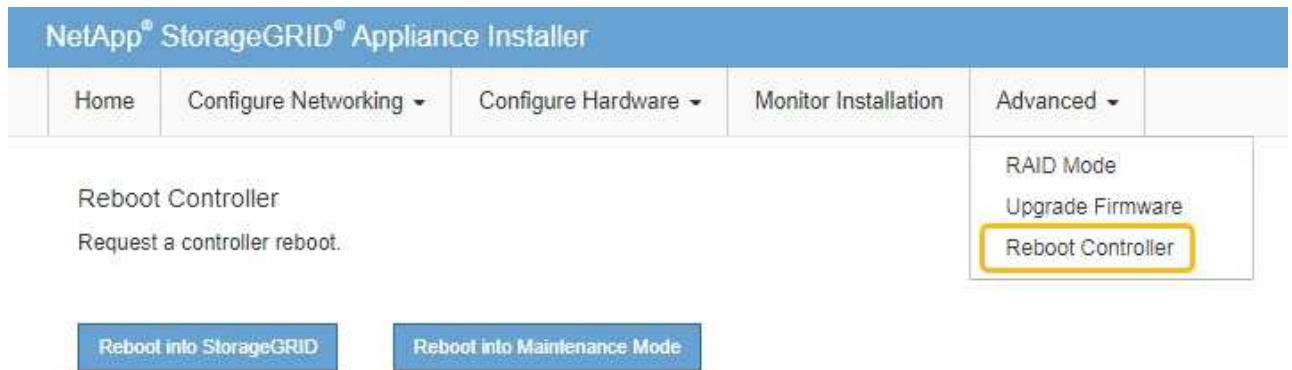 NetApp® StorageGRID® Appliance Installer
Home Configure Networking Configure Hardware Monitor Installation Advanced
RAID Mode
Upgrade Firmware
Reboot Controller
Reboot Controller
Request a controller reboot.
Reboot into StorageGRID Reboot into Maintenance Mode